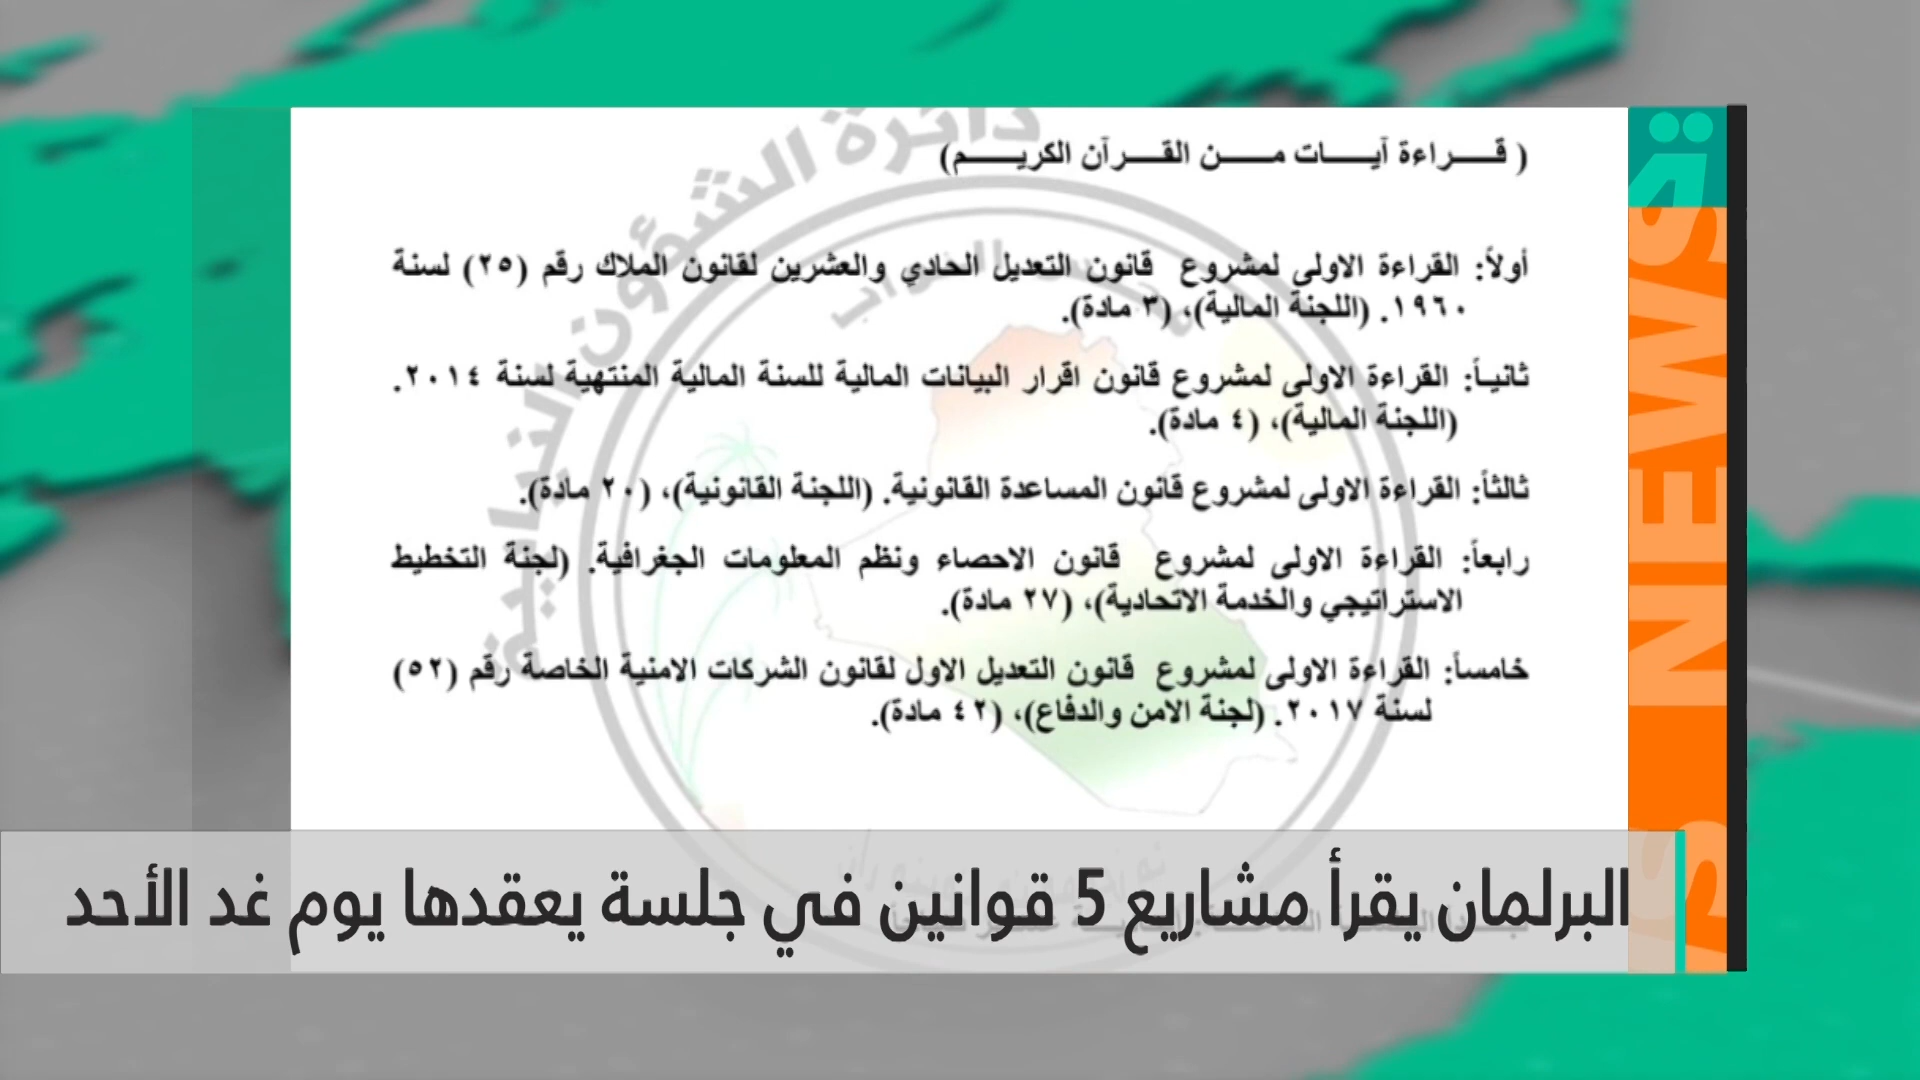 دائرة الشؤون النيابية
( قـــراءة آيـــات مـــن القـــرآن الكريـــم)
أولاً: القراءة الاولى لمشروع قانون التعديل الحادي والعشرين لقانون الملاك رقم (٢٥) لسنة
١٩٦٠. (اللجنة المالية)، (٣ مادة).
ثانياً: القراءة الاولى لمشروع قانون اقرار البيانات المالية للسنة المالية المنتهية لسنة ٢٠١٤.
(اللجنة المالية)، (٤ مادة).
ثالثاً: القراءة الاولى لمشروع قانون المساعدة القانونية. (اللجنة القانونية)، (٢٠ مادة).
رابعاً: القراءة الاولى لمشروع قانون الاحصاء ونظم المعلومات الجغرافية. (لجنة التخطيط
الاستراتيجي والخدمة الاتحادية)، (٢٧ مادة).
خامساً: القراءة الاولى لمشروع قانون التعديل الاول لقانون الشركات الامنية الخاصة رقم (٥٢)
لسنة ٢٠١٧. (لجنة الامن والدفاع)، (٤٢ مادة).
البرلمان يقرأ مشاريع 5 قوانين في جلسة يعقدها يوم غد الأحد
NEWS